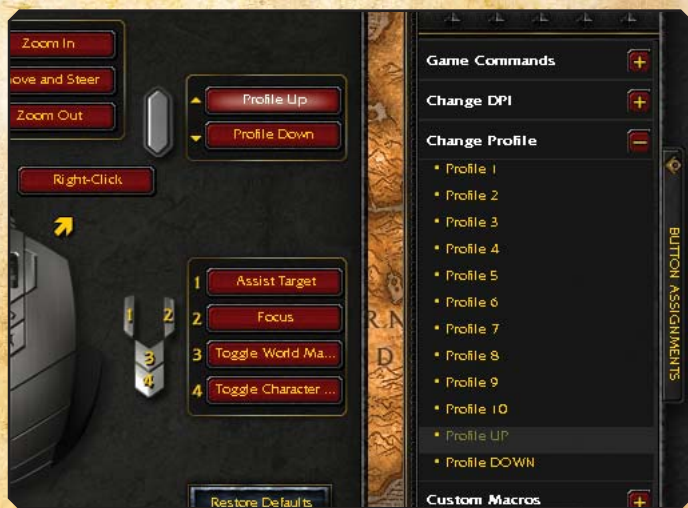 Zoom In
ove and Steer
Zoom Out
Profile Up
Profile Down
Right-Click
1 Assist Target
2 Focus
3 Toggle World Ma...
4 Toggle Character ...
1 2
3
4
Restore Defaults
Game Commands
Change DPI
Change Profile
• Profile 1
• Profile 2
• Profile 3
• Profile 4
• Profile 5
• Profile 6
• Profile 7
• Profile 8
• Profile 9
• Profile 10
• Profile UP
• Profile DOWN
Custom Macros
BUTTON ASSIGNMENTS
R N
D